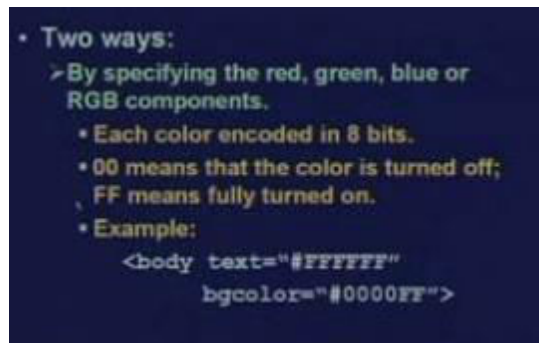 • Two ways:
➢By specifying the red, green, blue or
RGB components.
▪ Each color encoded in 8 bits.
▪ 00 means that the color is turned off;
FF means fully turned on.
▪ Example:
<body text="#FFFFFF"
bgcolor="#0000FF">